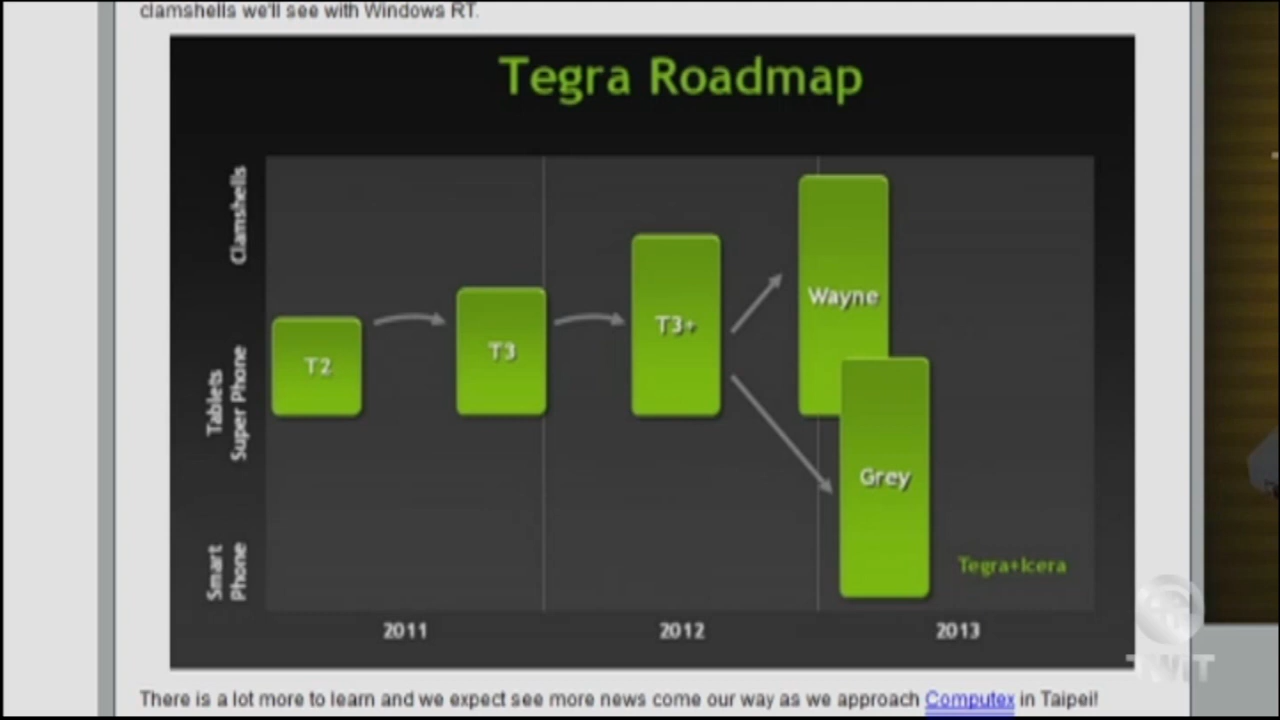 clamshells we'll see with Windows RT.
Tegra Roadmap
Clamshells
Tablets
Super Phone
Smart
Phone
T2
T3
T3+
Wayne
Grey
Tegra+Icera
2011
2012
2013
TWiT
There is a lot more to learn and we expect see more news come our way as we approach Computex in Taipei!